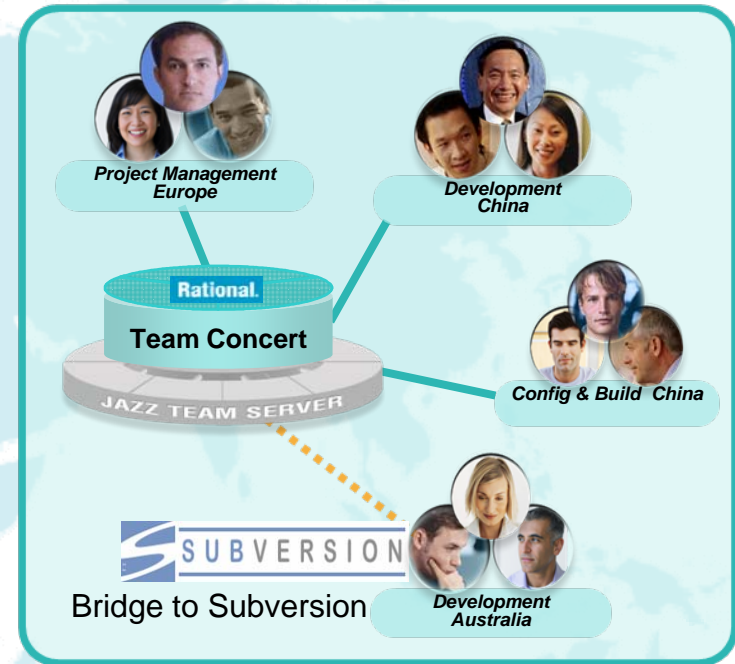 Project Management
Europe
Development
China
Rational.
Team Concert
JAZZ TEAM SERVER
Config & Build China
SUBVERSION
Bridge to Subversion
Development
Australia